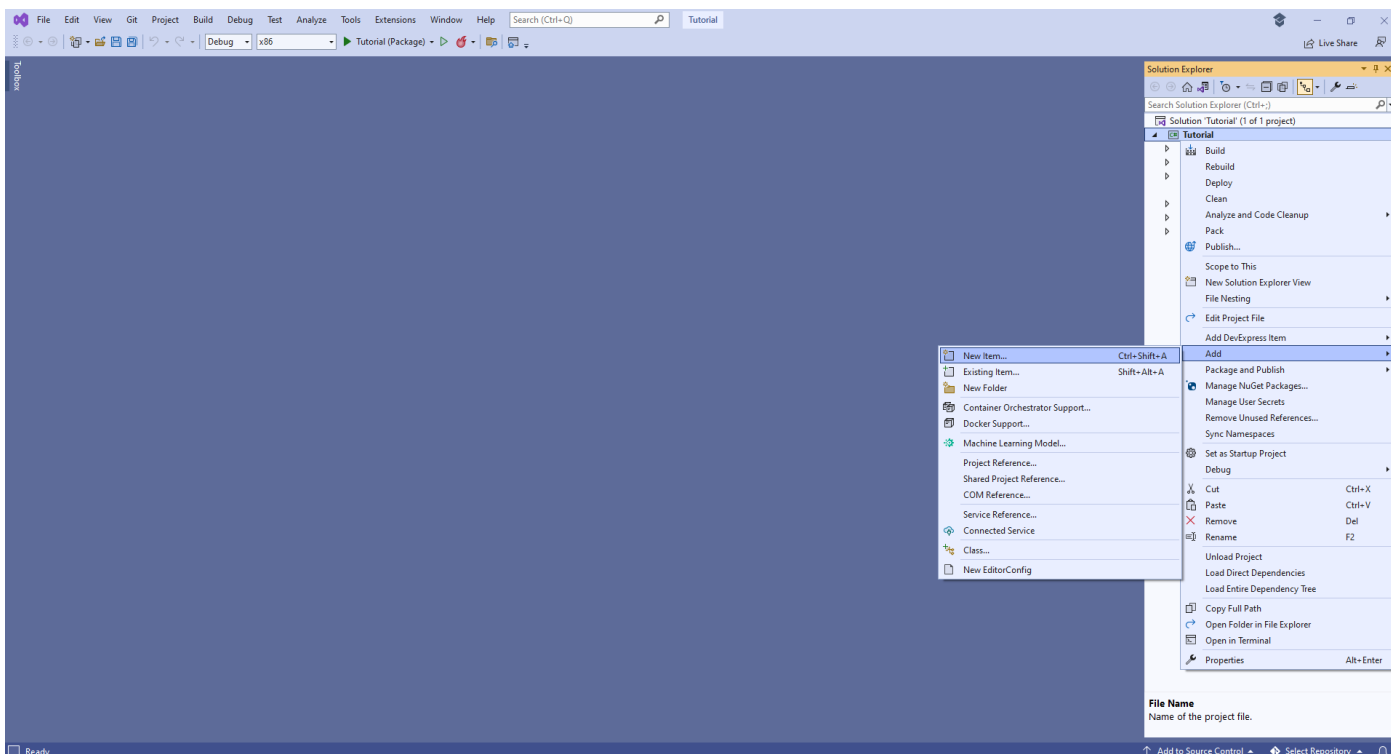 File Edit View Git Project Build Debug Test Analyze Tools Extensions Window Help Search (Ctrl+Q) Tutorial
Debug x86 Tutorial (Package) Live Share
Toolbox
Solution Explorer
Search Solution Explorer (Ctrl+;)
Solution 'Tutorial' (1 of 1 project)
Tutorial
Build
Rebuild
Deploy
Clean
Analyze and Code Cleanup
Pack
Publish...
Scope to This
New Solution Explorer View
File Nesting
Edit Project File
Add DevExpress Item
Add
Package and Publish
Manage NuGet Packages...
Manage User Secrets
Remove Unused References...
Sync Namespaces
Set as Startup Project
Debug
Cut Ctrl+X
Paste Ctrl+V
Remove Del
Rename F2
Unload Project
Load Direct Dependencies
Load Entire Dependency Tree
Copy Full Path
Open Folder in File Explorer
Open in Terminal
Properties Alt+Enter
New Item... Ctrl+Shift+A
Existing Item... Shift+Alt+A
New Folder
Container Orchestrator Support...
Docker Support...
Machine Learning Model...
Project Reference...
Shared Project Reference...
COM Reference...
Service Reference...
Connected Service
Class...
New EditorConfig
File Name
Name of the project file.
Ready Add to Source Control Select Repository